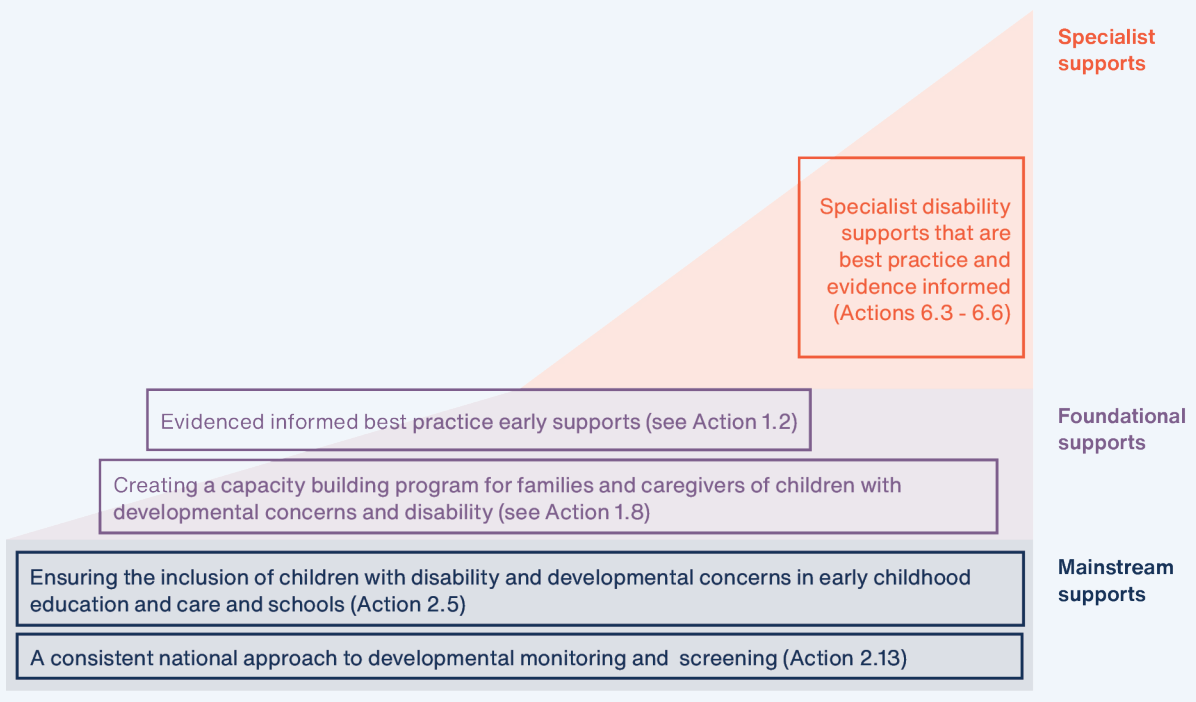 Specialist
supports
Specialist disability
supports that are
best practice and
evidence informed
(Actions 6.3 - 6.6)
Evidenced informed best practice early supports (see Action 1.2)
Foundational
supports
Creating a capacity building program for families and caregivers of children with
developmental concerns and disability (see Action 1.8)
Ensuring the inclusion of children with disability and developmental concerns in early childhood
education and care and schools (Action 2.5)
Mainstream
supports
A consistent national approach to developmental monitoring and  screening (Action 2.13)